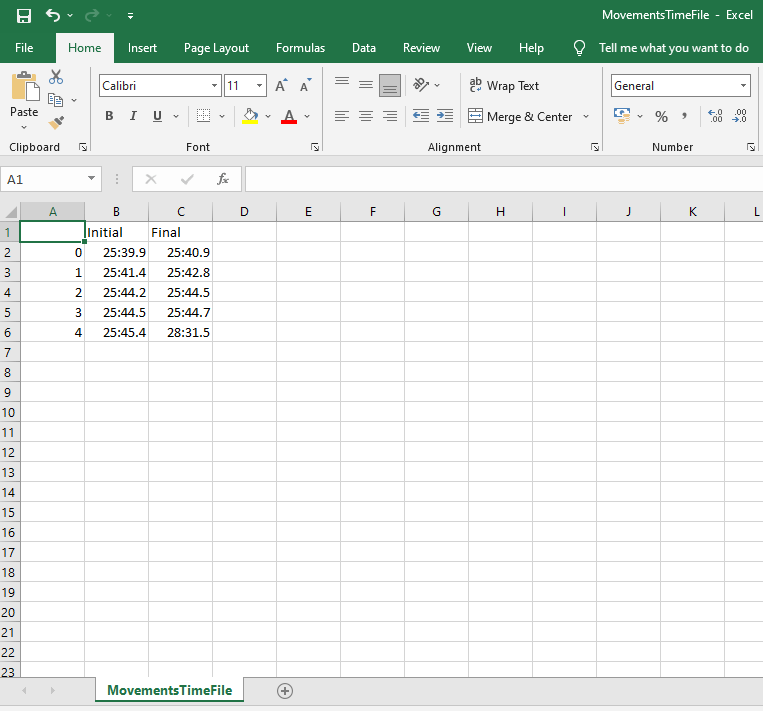 MovementsTimeFile - Excel
File Home Insert Page Layout Formulas Data Review View Help Tell me what you want to do
Calibri 11 A A ab Wrap Text General
Paste B I U A Merge & Center % , .00 .00
Clipboard Font Alignment Number
A1 fx
A B C D E F G H I J K L
1 Initial Final
2 0 25:39.9 25:40.9
3 1 25:41.4 25:42.8
4 2 25:44.2 25:44.5
5 3 25:44.5 25:44.7
6 4 25:45.4 28:31.5
7
8
9
10
11
12
13
14
15
16
17
18
19
20
21
22
23
MovementsTimeFile